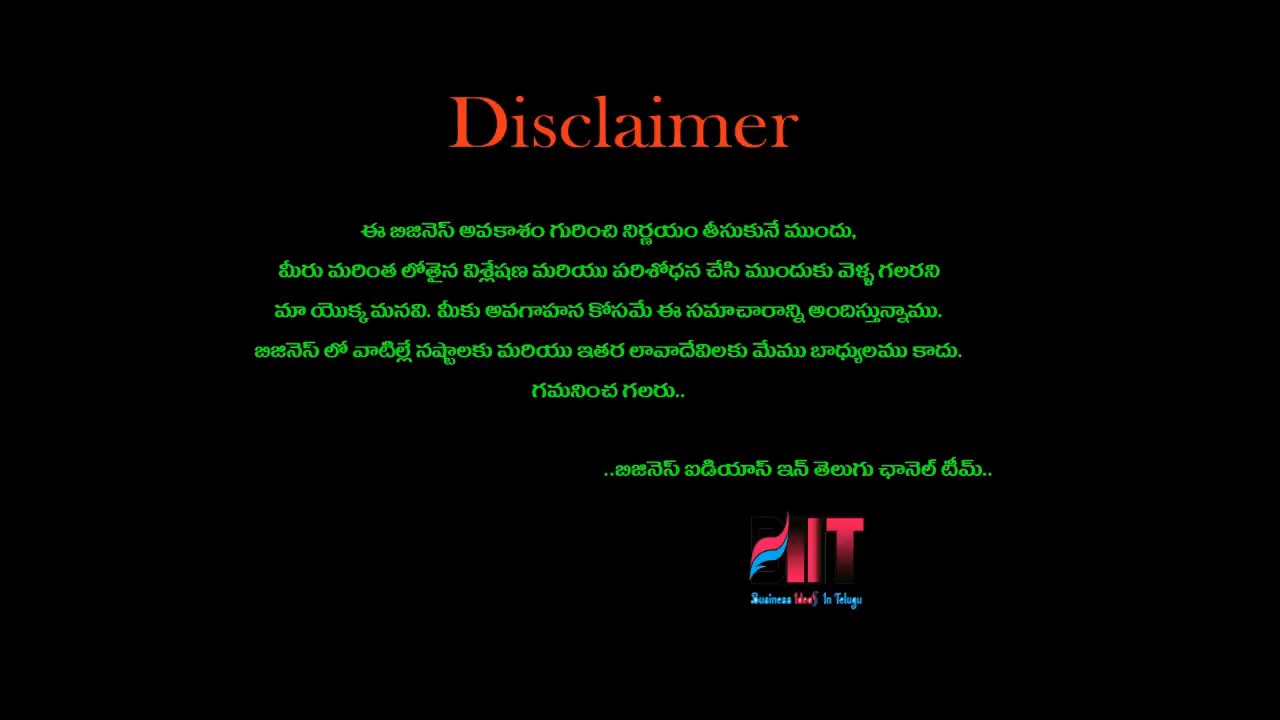 Disclaimer
ఈ బిజినెస్ అవకాశం గురించి నిర్ణయం తీసుకునే ముందు,
మీరు మరింత లోతైన విశ్లేషణ మరియు పరిశోధన చేసి ముందుకు వెళ్ళ గలరని
మా యొక్క మనవి. మీకు అవగాహన కోసమే ఈ సమాచారాన్ని అందిస్తున్నాము.
బిజినెస్ లో వాటిల్లే నష్టాలకు మరియు ఇతర లావాదేవిలకు మేము బాధ్యులము కాదు.
గమనించ గలరు..
..బిజినెస్ ఐడియాస్ ఇన్ తెలుగు ఛానెల్ టీమ్..
BIIT
Business Ideas In Telugu